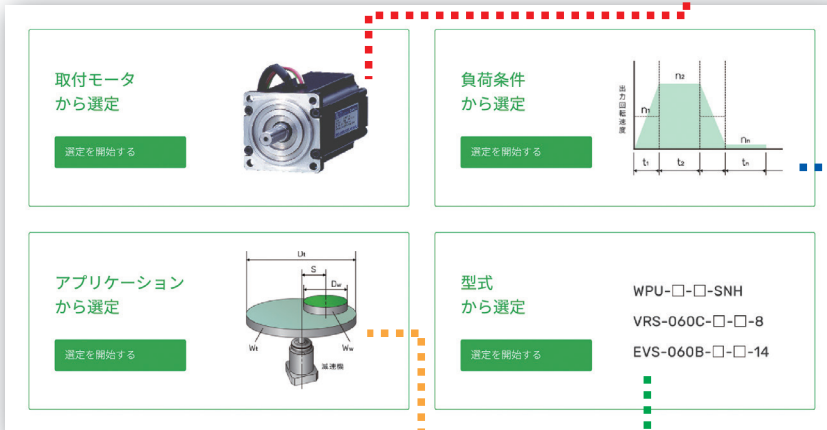 取付モータ
から選定
選定を開始する
負荷条件
から選定
選定を開始する
出力回転速度
n₂
n₁
nₙ
t₁
t₂
tₙ
アプリケーション
から選定
選定を開始する
Dt
S
Dw
Wt
Ww
減速機
型式
から選定
選定を開始する
WPU-□-□-SNH
VRS-060C-□-□-8
EVS-060B-□-□-14